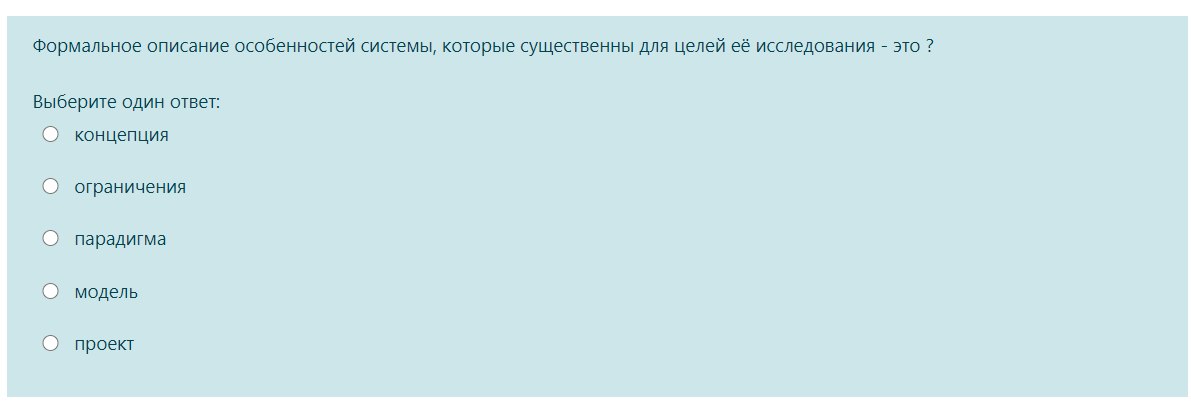 Формальное описание особенностей системы, которые существенны для целей её исследования - это ?
Выберите один ответ:
концепция
ограничения
парадигма
модель
проект